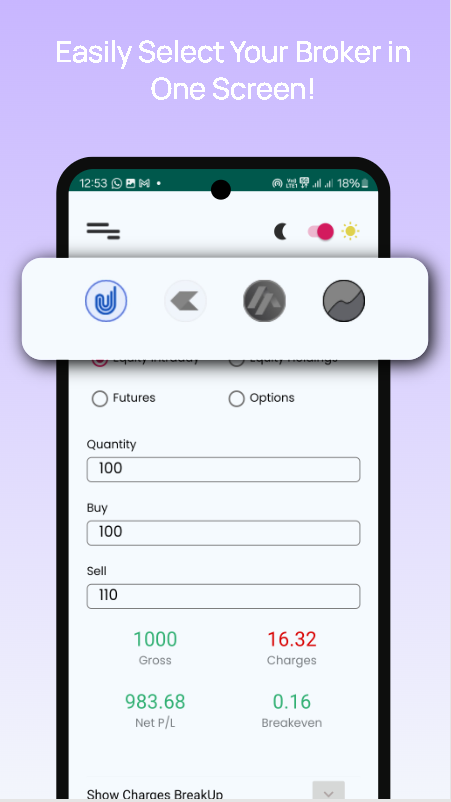 Easily Select Your Broker in
One Screen!
12:53
18%
Equity Intraday Equity Holdings
Futures Options
Quantity
100
Buy
100
Sell
110
1000 16.32
Gross Charges
983.68 0.16
Net P/L Breakeven
Show Charges BreakUp